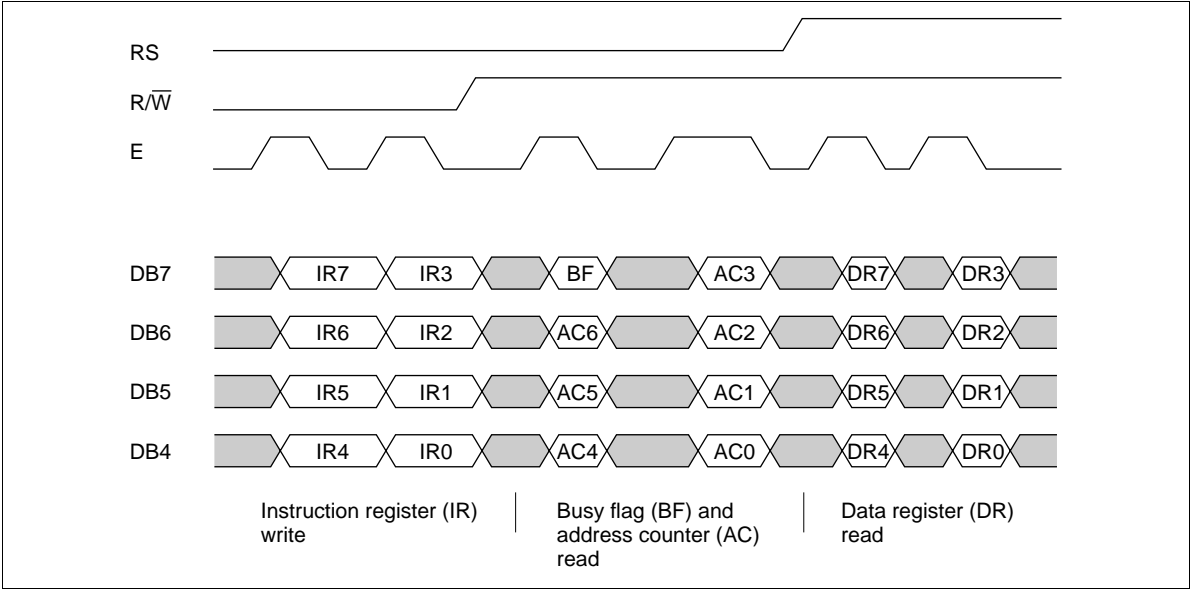 RS
R/W̅
E
DB7 IR7 IR3 BF AC3 DR7 DR3
DB6 IR6 IR2 AC6 AC2 DR6 DR2
DB5 IR5 IR1 AC5 AC1 DR5 DR1
DB4 IR4 IR0 AC4 AC0 DR4 DR0
Instruction register (IR)
write
Busy flag (BF) and
address counter (AC)
read
Data register (DR)
read